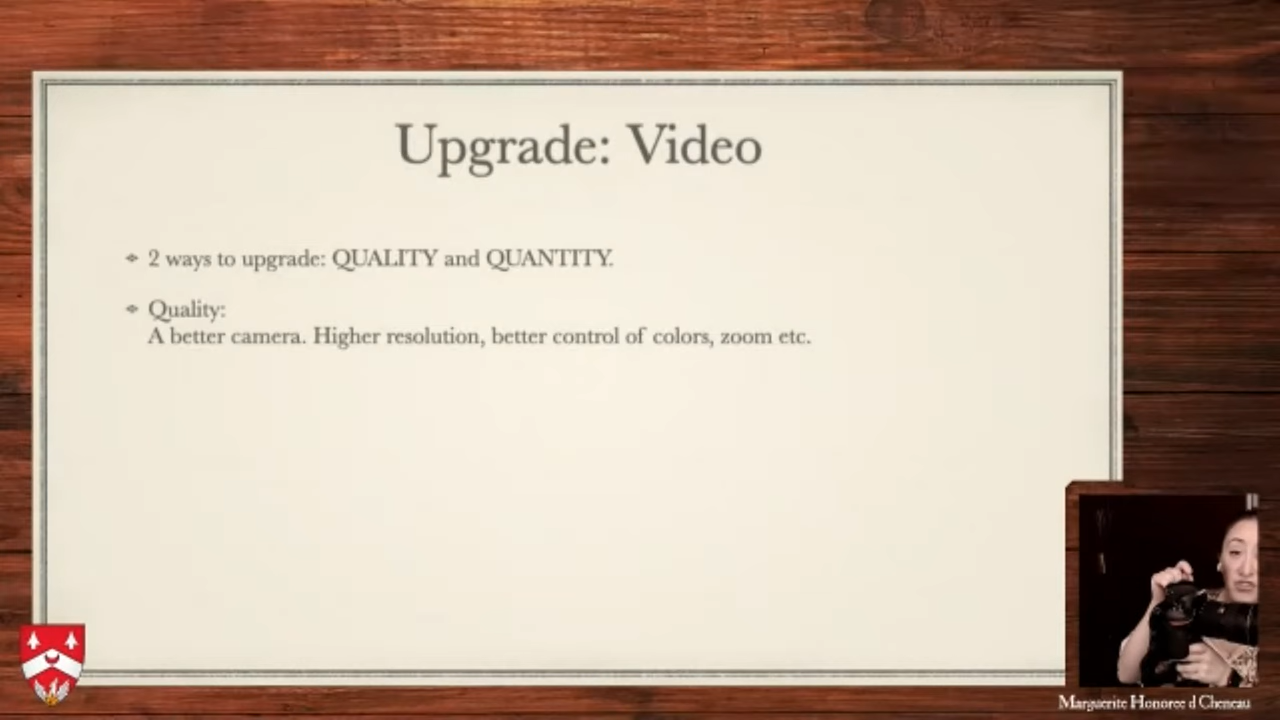 Upgrade: Video
2 ways to upgrade: QUALITY and QUANTITY.
Quality:
A better camera. Higher resolution, better control of colors, zoom etc.
Marguerite Honoree d Cheneau